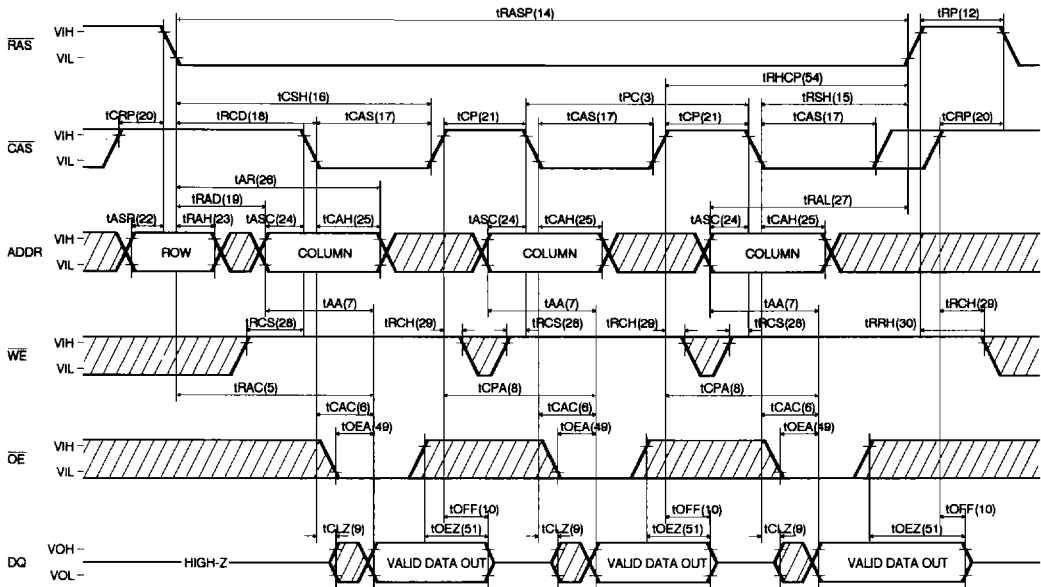 tRASP(14) tRP(12)
RAS VIH
VIL
tRHCP(54)
tCSH(16) tPC(3) tRSH(15)
tCRP(20) tRCD(18) tCAS(17) tCP(21) tCAS(17) tCP(21) tCAS(17) tCRP(20)
CAS VIH
VIL
tAR(26)
tRAD(19) tRAL(27)
tASR(22) tRAH(23) tASC(24) tCAH(25) tASC(24) tCAH(25) tASC(24) tCAH(25)
ADDR VIH ROW COLUMN COLUMN COLUMN
VIL
tAA(7) tAA(7) tAA(7) tRCH(29)
tRCS(28) tRCH(29) tRCS(28) tRCH(29) tRCS(28) tRRH(30)
WE VIH
VIL
tRAC(5) tCPA(8) tCPA(8)
tCAC(6) tCAC(6) tCAC(6)
tOEA(49) tOEA(49) tOEA(49)
OE VIH
VIL
tOFF(10) tOFF(10) tOFF(10)
tCLZ(9) tOEZ(51) tCLZ(9) tOEZ(51) tCLZ(9) tOEZ(51)
DQ VOH HIGH-Z VALID DATA OUT VALID DATA OUT VALID DATA OUT
VOL